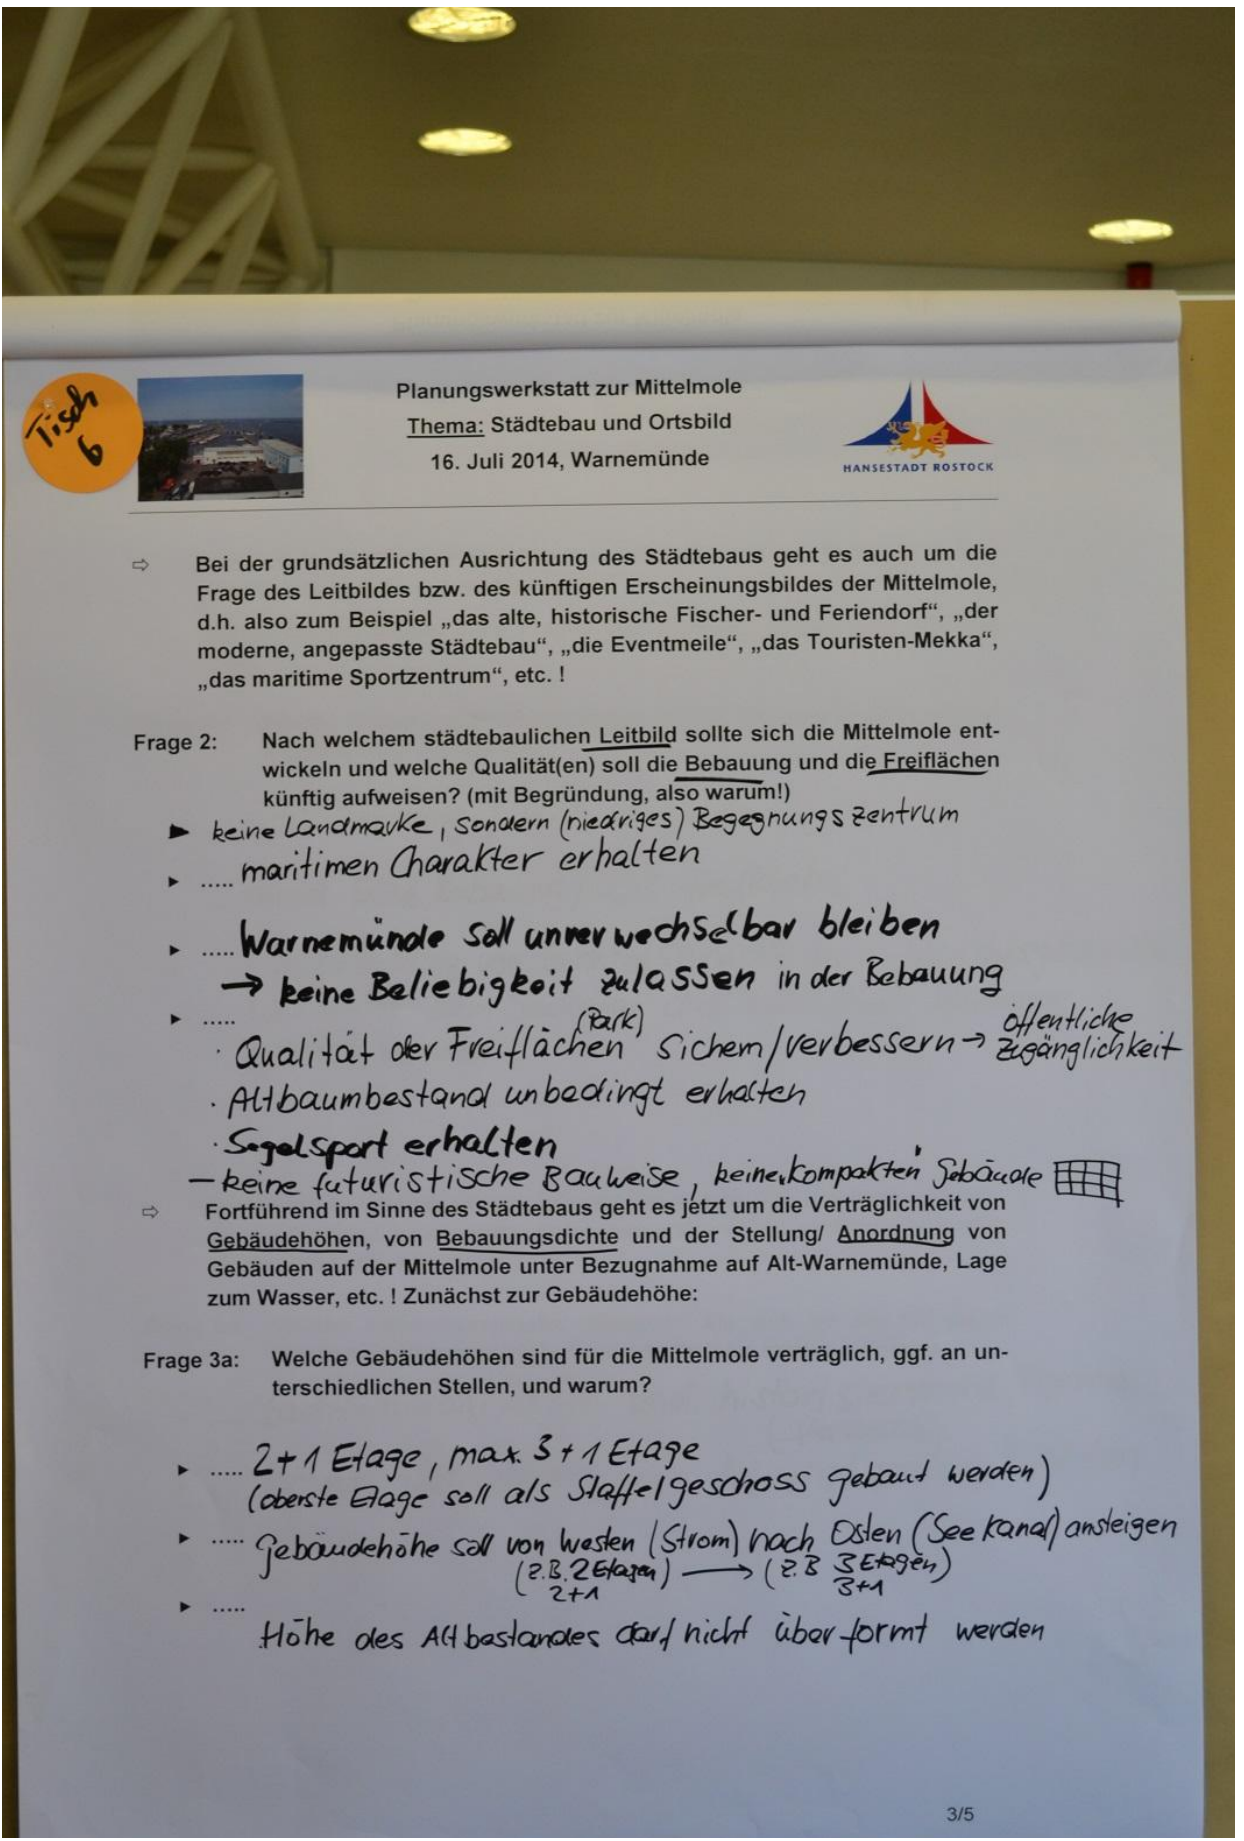 Tisch
6
Planungswerkstatt zur Mittelmole
Thema: Städtebau und Ortsbild
16. Juli 2014, Warnemünde
HANSESTADT ROSTOCK
⇨ Bei der grundsätzlichen Ausrichtung des Städtebaus geht es auch um die
Frage des Leitbildes bzw. des künftigen Erscheinungsbildes der Mittelmole,
d.h. also zum Beispiel „das alte, historische Fischer- und Feriendorf“, „der
moderne, angepasste Städtebau“, „die Eventmeile“, „das Touristen-Mekka“,
„das maritime Sportzentrum“, etc. !
Frage 2: Nach welchem städtebaulichen Leitbild sollte sich die Mittelmole ent-
wickeln und welche Qualität(en) soll die Bebauung und die Freiflächen
künftig aufweisen? (mit Begründung, also warum!)
► keine Landmarke, sondern (niedriges) Begegnungszentrum
► ..... maritimen Charakter erhalten
► ..... Warnemünde soll unverwechselbar bleiben
→ keine Beliebigkeit zulassen in der Bebauung
► .....
· Qualität der Freiflächen (Park) sichern/verbessern → öffentliche Zugänglichkeit
· Altbaumbestand unbedingt erhalten
· Segelsport erhalten
– keine futuristische Bauweise, keine "kompakten" Gebäude
⇨ Fortführend im Sinne des Städtebaus geht es jetzt um die Verträglichkeit von
Gebäudehöhen, von Bebauungsdichte und der Stellung/ Anordnung von
Gebäuden auf der Mittelmole unter Bezugnahme auf Alt-Warnemünde, Lage
zum Wasser, etc. ! Zunächst zur Gebäudehöhe:
Frage 3a: Welche Gebäudehöhen sind für die Mittelmole verträglich, ggf. an un-
terschiedlichen Stellen, und warum?
► ..... 2+1 Etage, max. 3+1 Etage
(oberste Etage soll als Staffelgeschoss gebaut werden)
► ..... Gebäudehöhe soll von Westen (Strom) nach Osten (Seekanal) ansteigen
(z.B. 2 Etagen) → (z.B 3 Etagen)
2+1 3+1
► .....
Höhe des Altbestandes darf nicht überformt werden
3/5